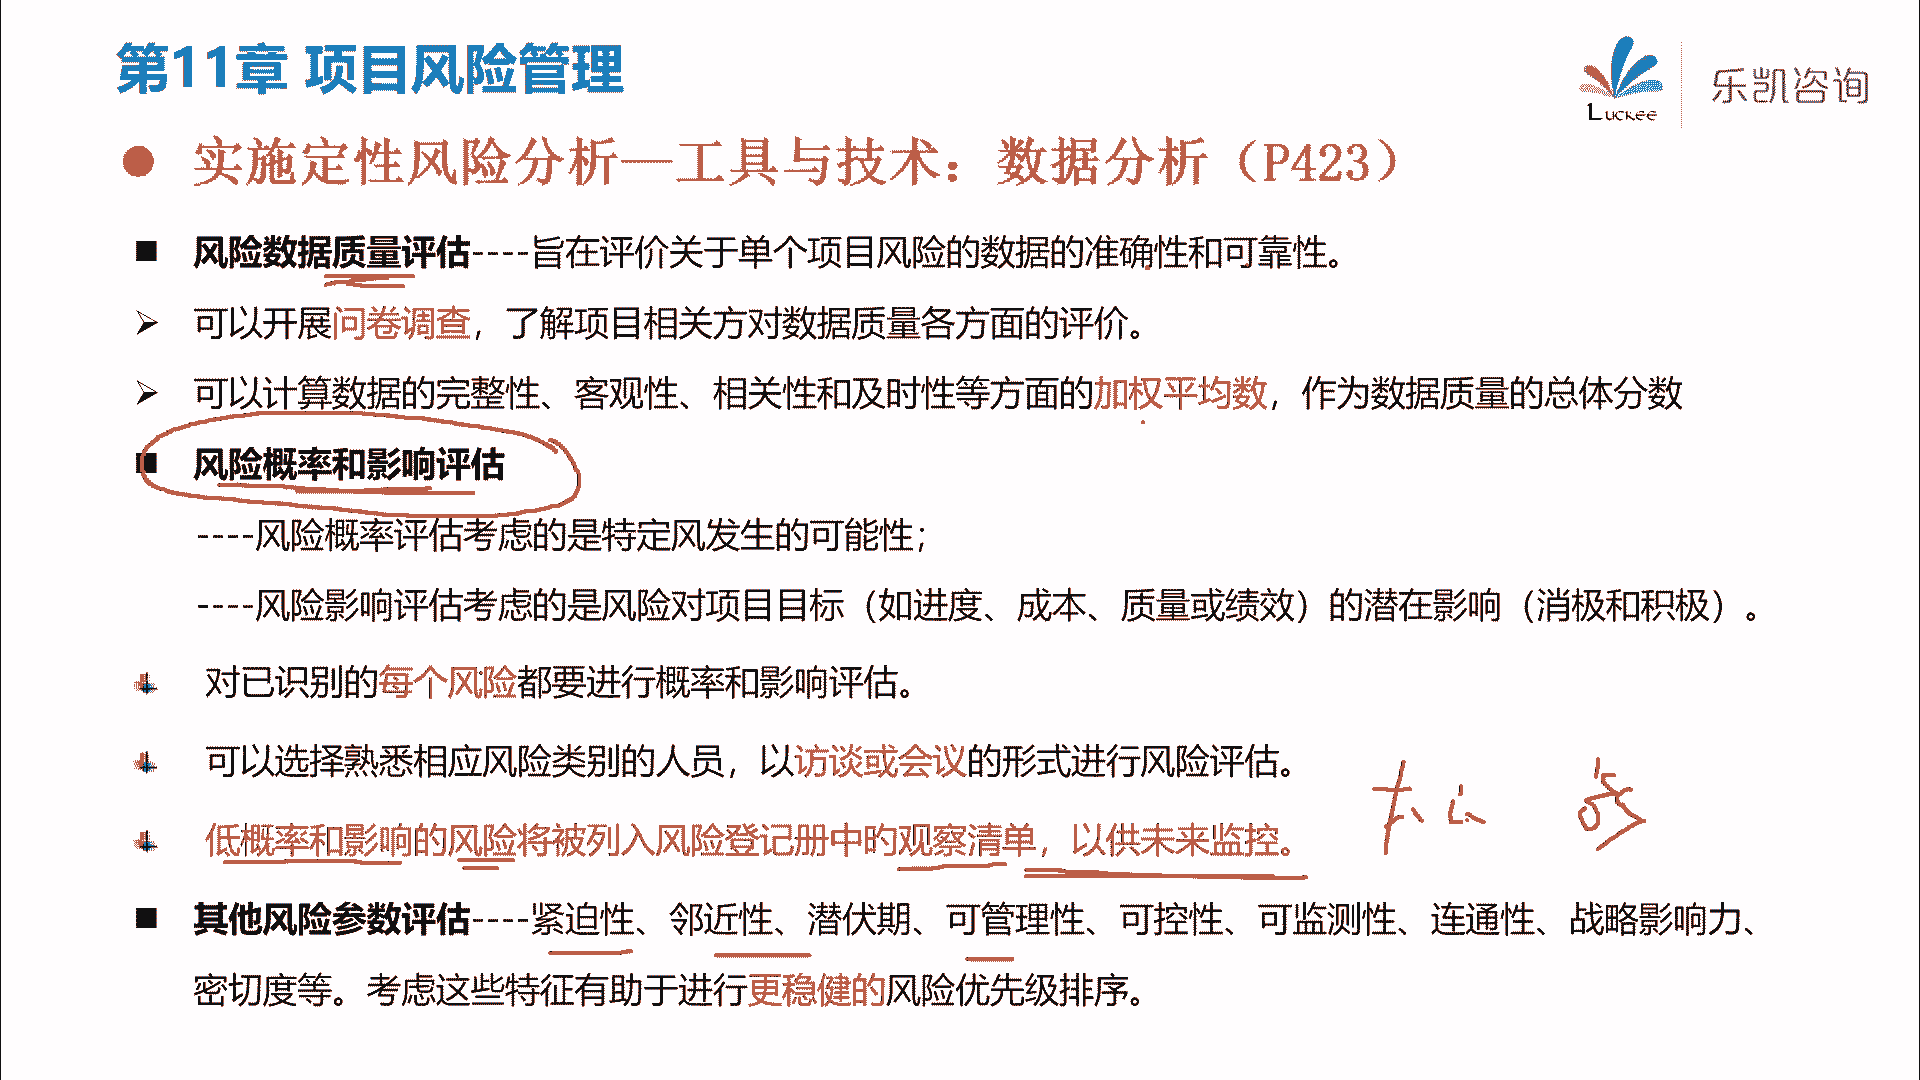 第11章 项目风险管理
Luckee
乐凯咨询
实施定性风险分析—工具与技术：数据分析（P423）
风险数据质量评估----旨在评价关于单个项目风险的数据的准确性和可靠性。
可以开展问卷调查，了解项目相关方对数据质量各方面的评价。
可以计算数据的完整性、客观性、相关性和及时性等方面的加权平均数，作为数据质量的总体分数
风险概率和影响评估
----风险概率评估考虑的是特定风发生的可能性；
----风险影响评估考虑的是风险对项目目标（如进度、成本、质量或绩效）的潜在影响（消极和积极）。
对已识别的每个风险都要进行概率和影响评估。
可以选择熟悉相应风险类别的人员，以访谈或会议的形式进行风险评估。
低概率和影响的风险将被列入风险登记册中的观察清单，以供未来监控。
其他风险参数评估----紧迫性、邻近性、潜伏期、可管理性、可控性、可监测性、连通性、战略影响力、
密切度等。考虑这些特征有助于进行更稳健的风险优先级排序。